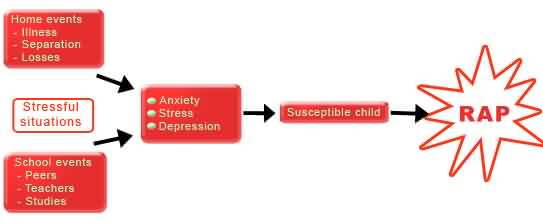 Home events
- Illness
- Separation
- Losses
Stressful
situations
School events
- Peers
- Teachers
- Studies
Anxiety
Stress
Depression
Susceptible child
RAP